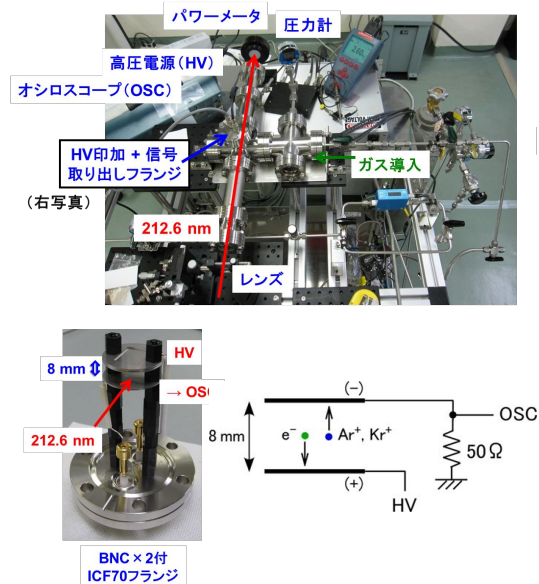 パワーメータ
圧力計
高圧電源(HV)
オシロスコープ(OSC)
HV印加 + 信号
取り出しフランジ
ガス導入
(右写真)
212.6 nm
レンズ
HV
8 mm
→ OS
212.6 nm
BNC×2付
ICF70フランジ
(−)
OSC
8 mm
e⁻
Ar⁺, Kr⁺
50Ω
(+)
HV